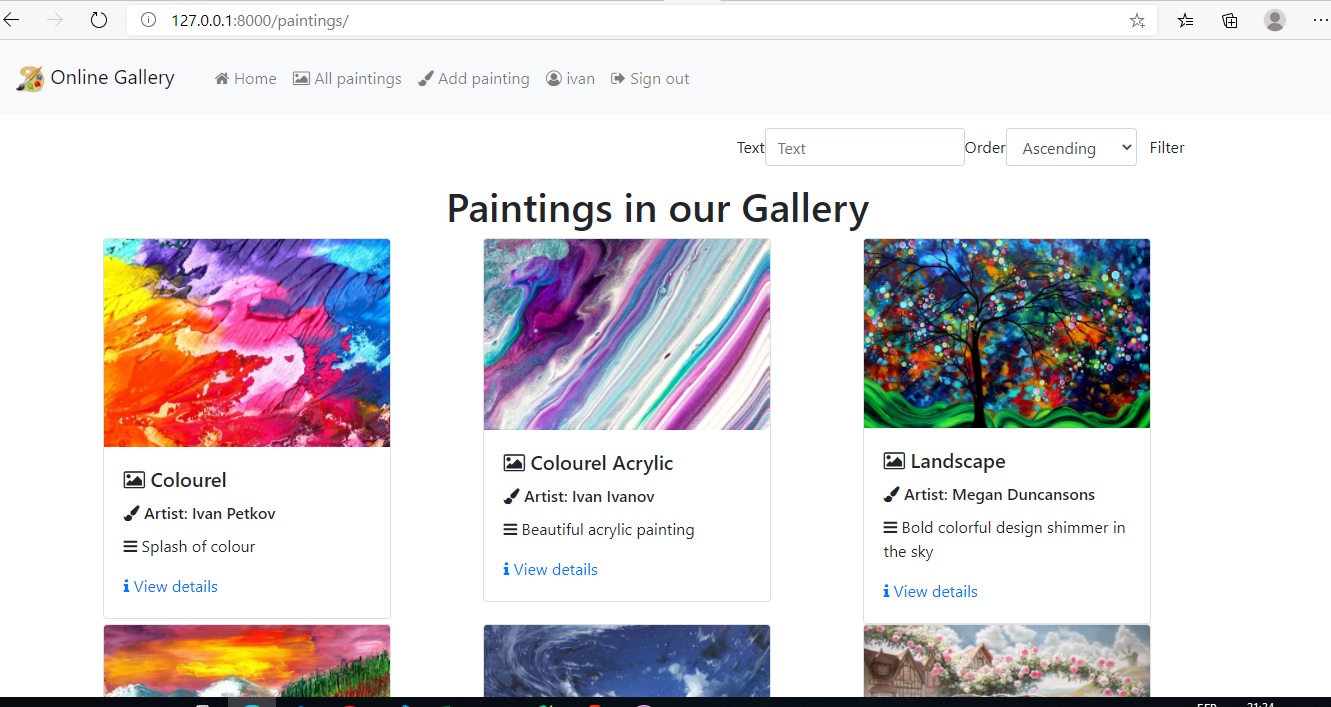 127.0.0.1:8000/paintings/
Online Gallery Home All paintings Add painting ivan Sign out
Text Text Order Ascending Filter
Paintings in our Gallery
Colourel
Artist: Ivan Petkov
Splash of colour
View details
Colourel Acrylic
Artist: Ivan Ivanov
Beautiful acrylic painting
View details
Landscape
Artist: Megan Duncansons
Bold colorful design shimmer in
the sky
View details